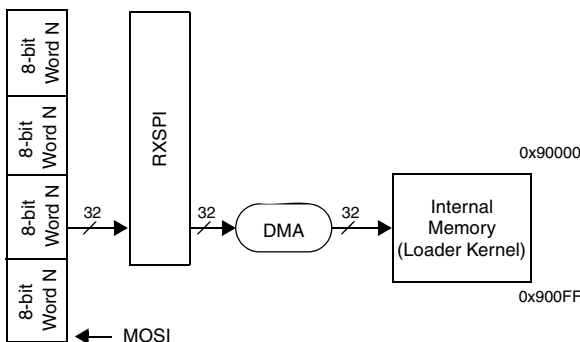 8-bit
Word N
8-bit
Word N
8-bit
Word N
8-bit
Word N
MOSI
32
RXSPI
32
DMA
32
0x90000
Internal
Memory
(Loader Kernel)
0x900FF